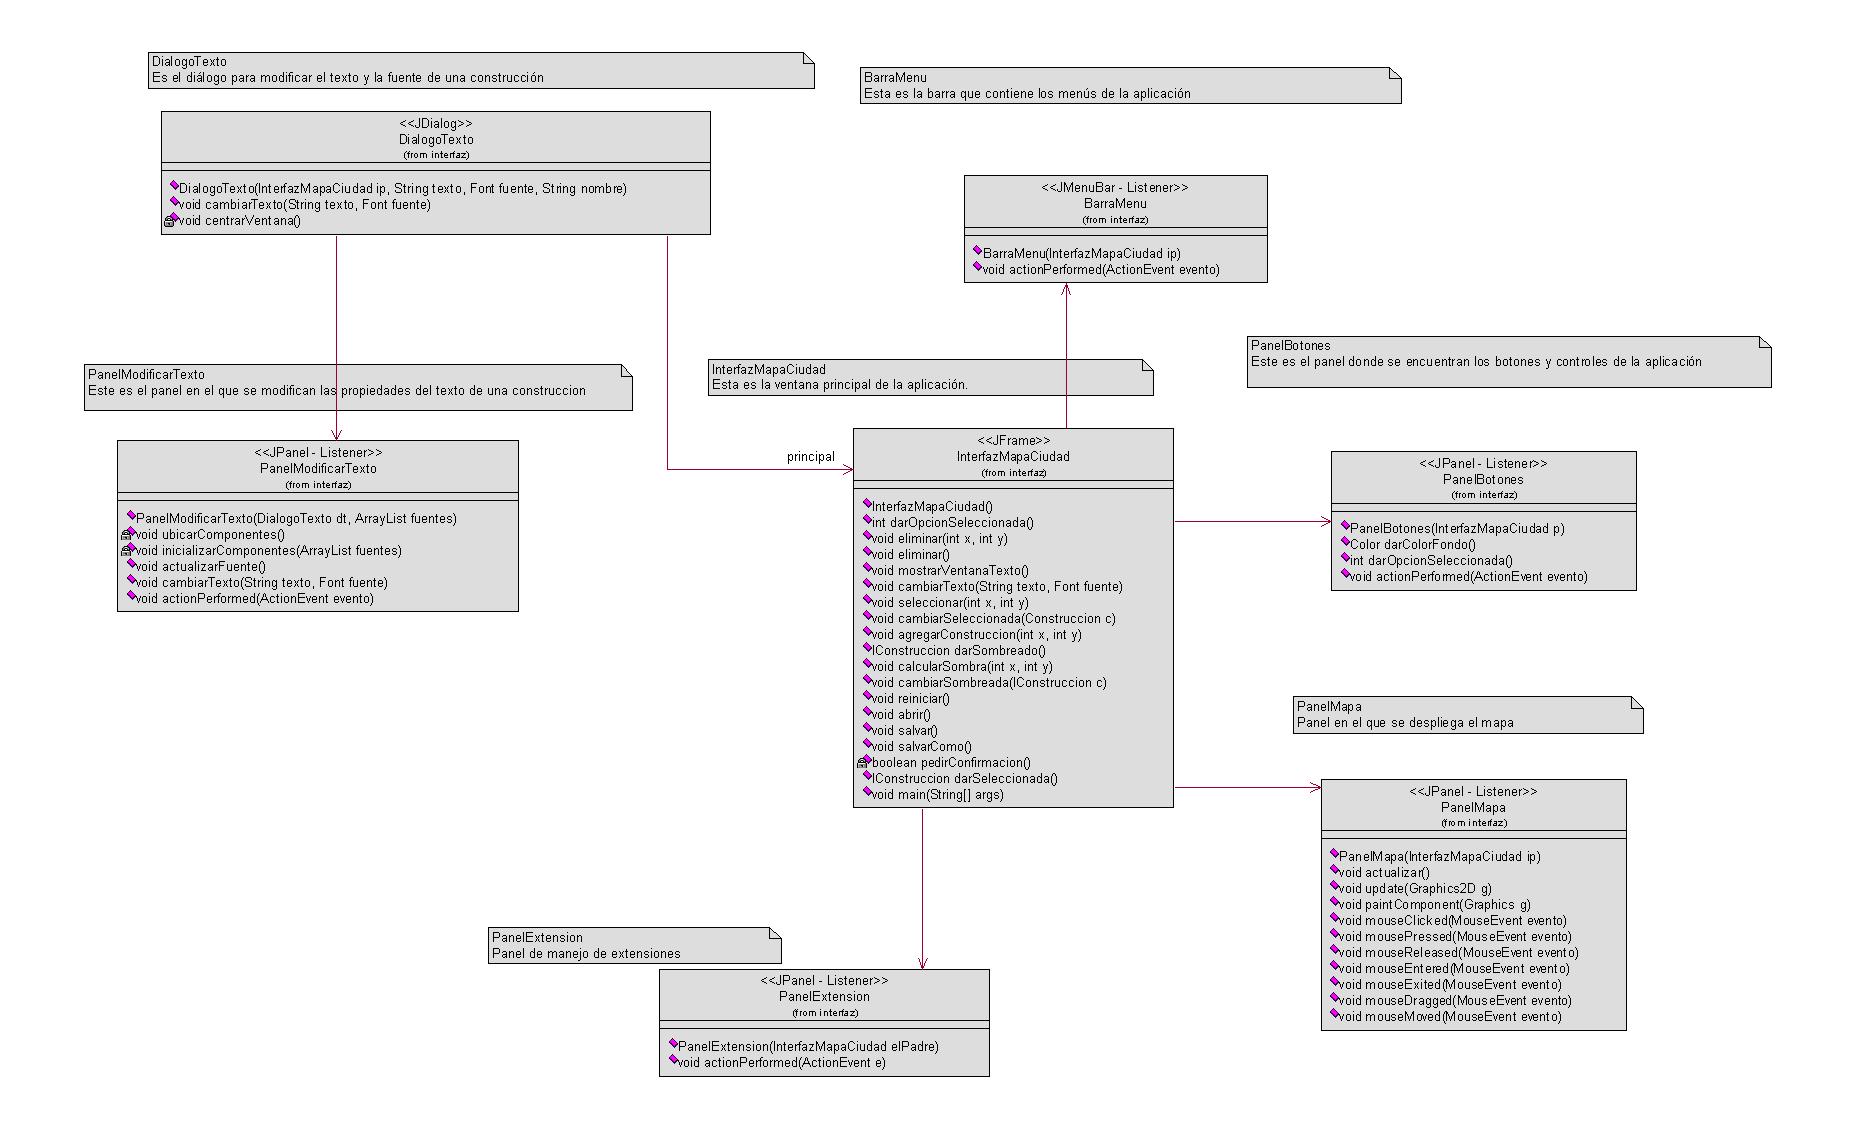 DialogoTexto
Es el diálogo para modificar el texto y la fuente de una construcción
BarraMenu
Esta es la barra que contiene los menús de la aplicación
<<JDialog>>
DialogoTexto
(from interfaz)
DialogoTexto(InterfazMapaCiudad ip, String texto, Font fuente, String nombre)
void cambiarTexto(String texto, Font fuente)
void centrarVentana()
<<JMenuBar - Listener>>
BarraMenu
(from interfaz)
BarraMenu(InterfazMapaCiudad ip)
void actionPerformed(ActionEvent evento)
PanelBotones
Este es el panel donde se encuentran los botones y controles de la aplicación
InterfazMapaCiudad
Esta es la ventana principal de la aplicación.
PanelModificarTexto
Este es el panel en el que se modifican las propiedades del texto de una construccion
<<JPanel - Listener>>
PanelModificarTexto
(from interfaz)
PanelModificarTexto(DialogoTexto dt, ArrayList fuentes)
void ubicarComponentes()
void inicializarComponentes(ArrayList fuentes)
void actualizarFuente()
void cambiarTexto(String texto, Font fuente)
void actionPerformed(ActionEvent evento)
principal
<<JFrame>>
InterfazMapaCiudad
(from interfaz)
InterfazMapaCiudad()
int darOpcionSeleccionada()
void eliminar(int x, int y)
void eliminar()
void mostrarVentanaTexto()
void cambiarTexto(String texto, Font fuente)
void seleccionar(int x, int y)
void cambiarSeleccionada(Construccion c)
void agregarConstruccion(int x, int y)
IConstruccion darSombreado()
void calcularSombra(int x, int y)
void cambiarSombreada(IConstruccion c)
void reiniciar()
void abrir()
void salvar()
void salvarComo()
boolean pedirConfirmacion()
IConstruccion darSeleccionada()
void main(String[] args)
<<JPanel - Listener>>
PanelBotones
(from interfaz)
PanelBotones(InterfazMapaCiudad p)
Color darColorFondo()
int darOpcionSeleccionada()
void actionPerformed(ActionEvent evento)
PanelMapa
Panel en el que se despliega el mapa
<<JPanel - Listener>>
PanelMapa
(from interfaz)
PanelMapa(InterfazMapaCiudad ip)
void actualizar()
void update(Graphics2D g)
void paintComponent(Graphics g)
void mouseClicked(MouseEvent evento)
void mousePressed(MouseEvent evento)
void mouseReleased(MouseEvent evento)
void mouseEntered(MouseEvent evento)
void mouseExited(MouseEvent evento)
void mouseDragged(MouseEvent evento)
void mouseMoved(MouseEvent evento)
PanelExtension
Panel de manejo de extensiones
<<JPanel - Listener>>
PanelExtension
(from interfaz)
PanelExtension(InterfazMapaCiudad elPadre)
void actionPerformed(ActionEvent e)